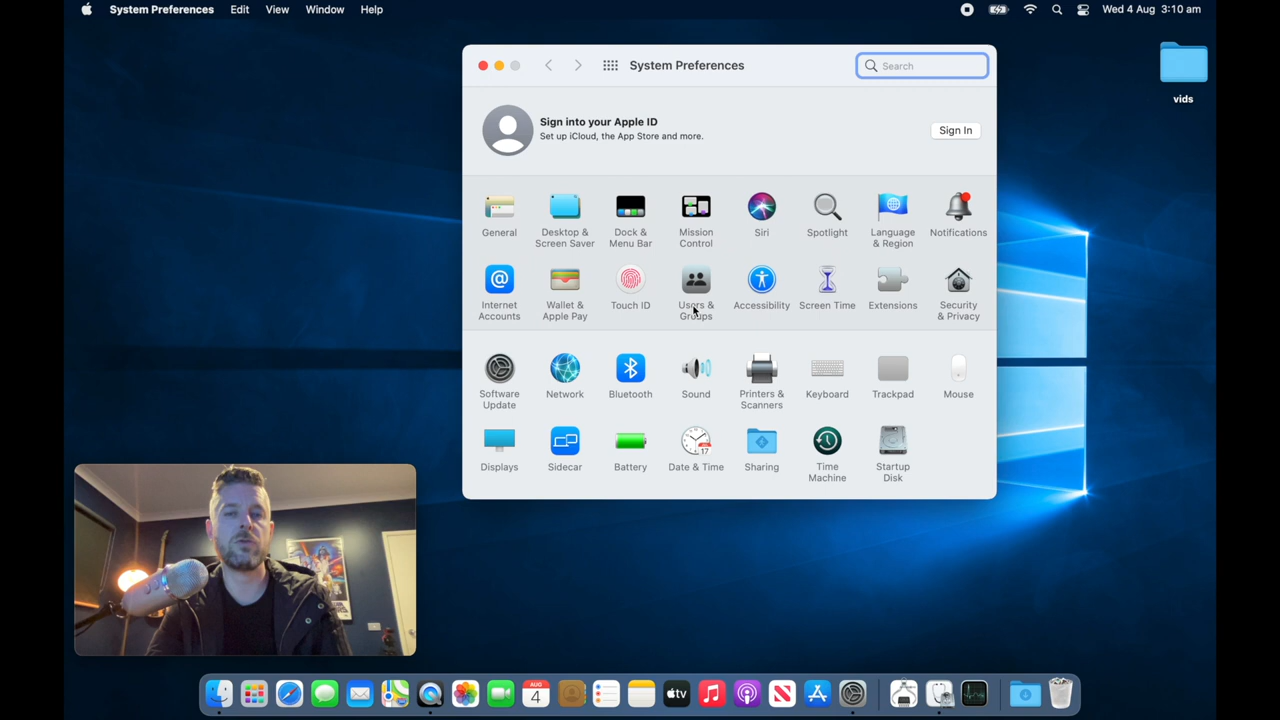 System Preferences Edit View Window Help Wed 4 Aug 3:10 am
System Preferences Search
vids
Sign into your Apple ID
Set up iCloud, the App Store and more.
Sign In
General Desktop & Screen Saver Dock & Menu Bar Mission Control Siri Spotlight Language & Region Notifications
Internet Accounts Wallet & Apple Pay Touch ID Users & Groups Accessibility Screen Time Extensions Security & Privacy
Software Update Network Bluetooth Sound Printers & Scanners Keyboard Trackpad Mouse
Displays Sidecar Battery Date & Time Sharing Time Machine Startup Disk
17
AUG
4
tv